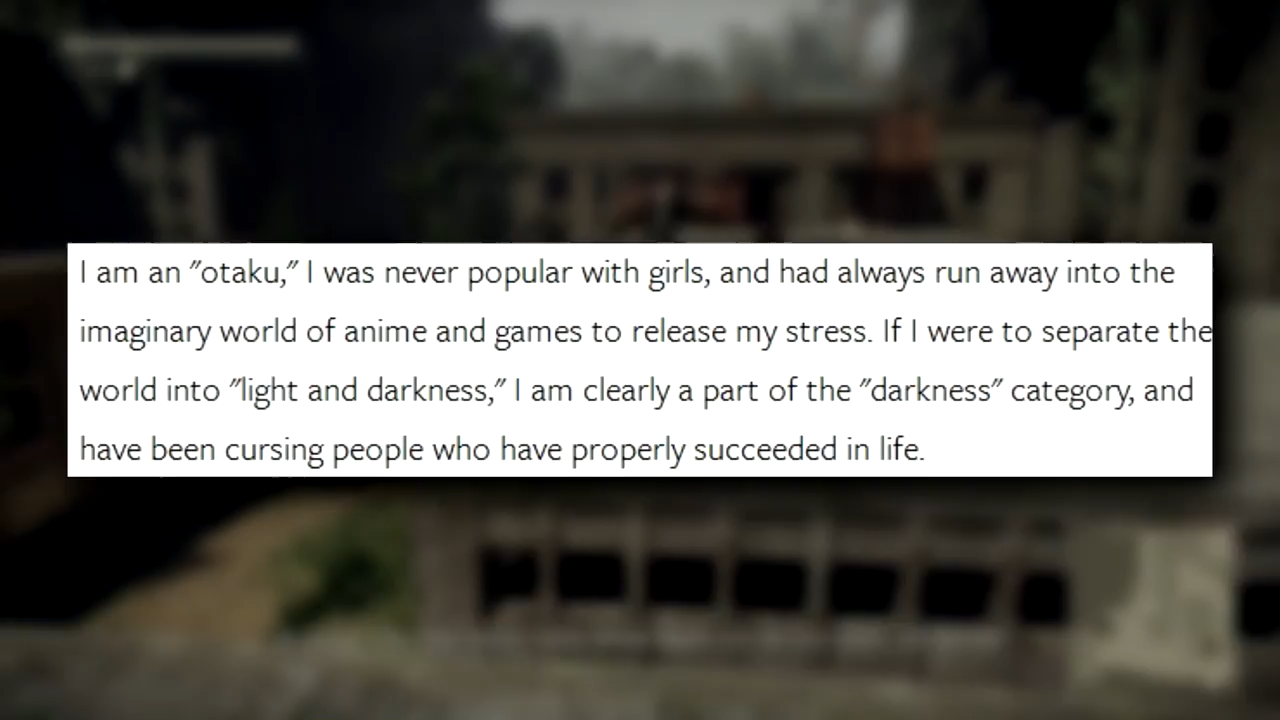 I am an "otaku," I was never popular with girls, and had always run away into the
imaginary world of anime and games to release my stress. If I were to separate the
world into "light and darkness," I am clearly a part of the "darkness" category, and
have been cursing people who have properly succeeded in life.